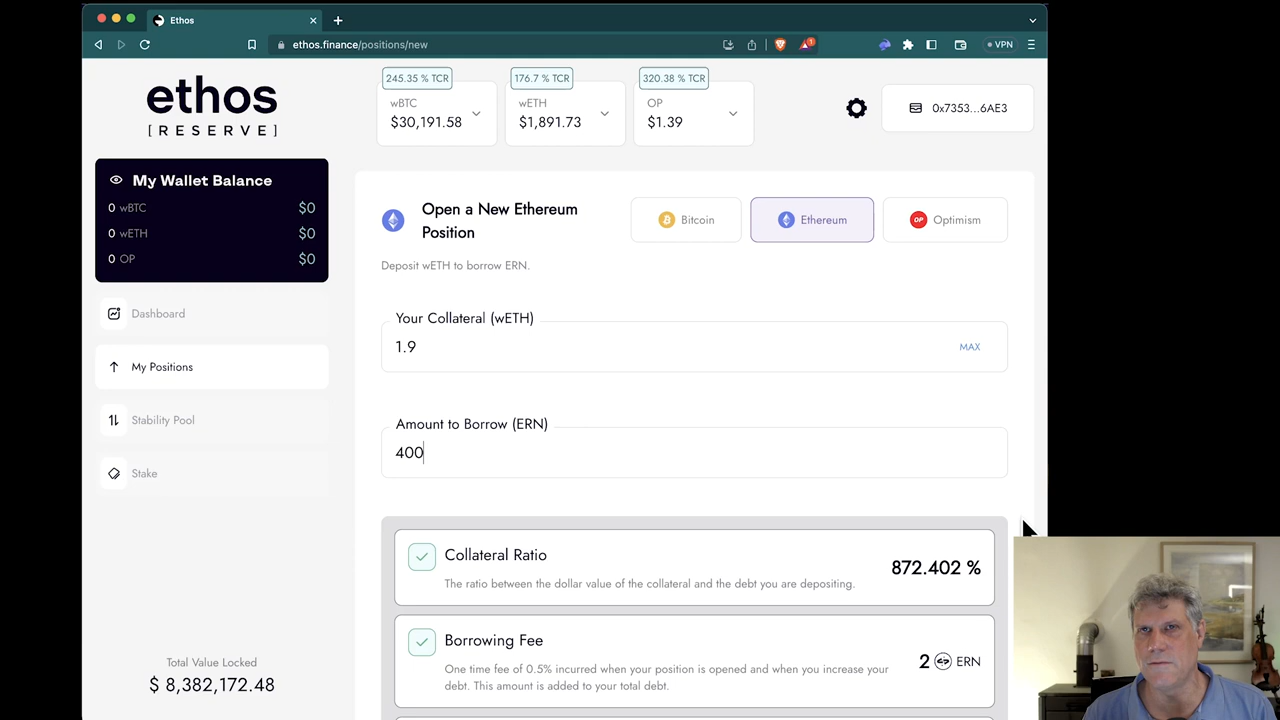 Ethos
ethos.finance/positions/new
1
VPN
ethos
[RESERVE]
245.35 % TCR
wBTC
$30,191.58
176.7 % TCR
wETH
$1,891.73
320.38 % TCR
OP
$1.39
0x7353...6AE3
My Wallet Balance
0 wBTC $0
0 wETH $0
0 OP $0
Dashboard
My Positions
Stability Pool
Stake
Total Value Locked
$ 8,382,172.48
Open a New Ethereum
Position
Bitcoin
Ethereum
OP Optimism
Deposit wETH to borrow ERN.
Your Collateral (wETH)
1.9
MAX
Amount to Borrow (ERN)
400
Collateral Ratio
The ratio between the dollar value of the collateral and the debt you are depositing.
872.402 %
Borrowing Fee
One time fee of 0.5% incurred when your position is opened and when you increase your
debt. This amount is added to your total debt.
2 ERN